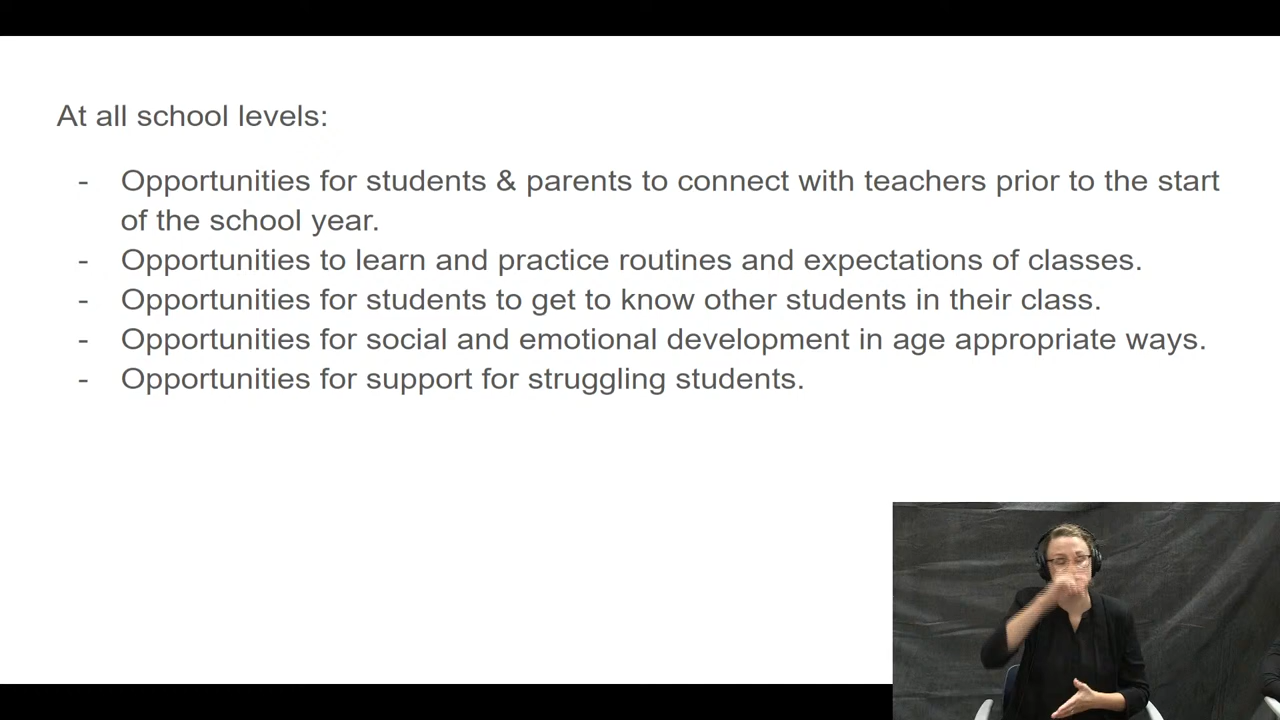 At all school levels:
- Opportunities for students & parents to connect with teachers prior to the start
of the school year.
- Opportunities to learn and practice routines and expectations of classes.
- Opportunities for students to get to know other students in their class.
- Opportunities for social and emotional development in age appropriate ways.
- Opportunities for support for struggling students.